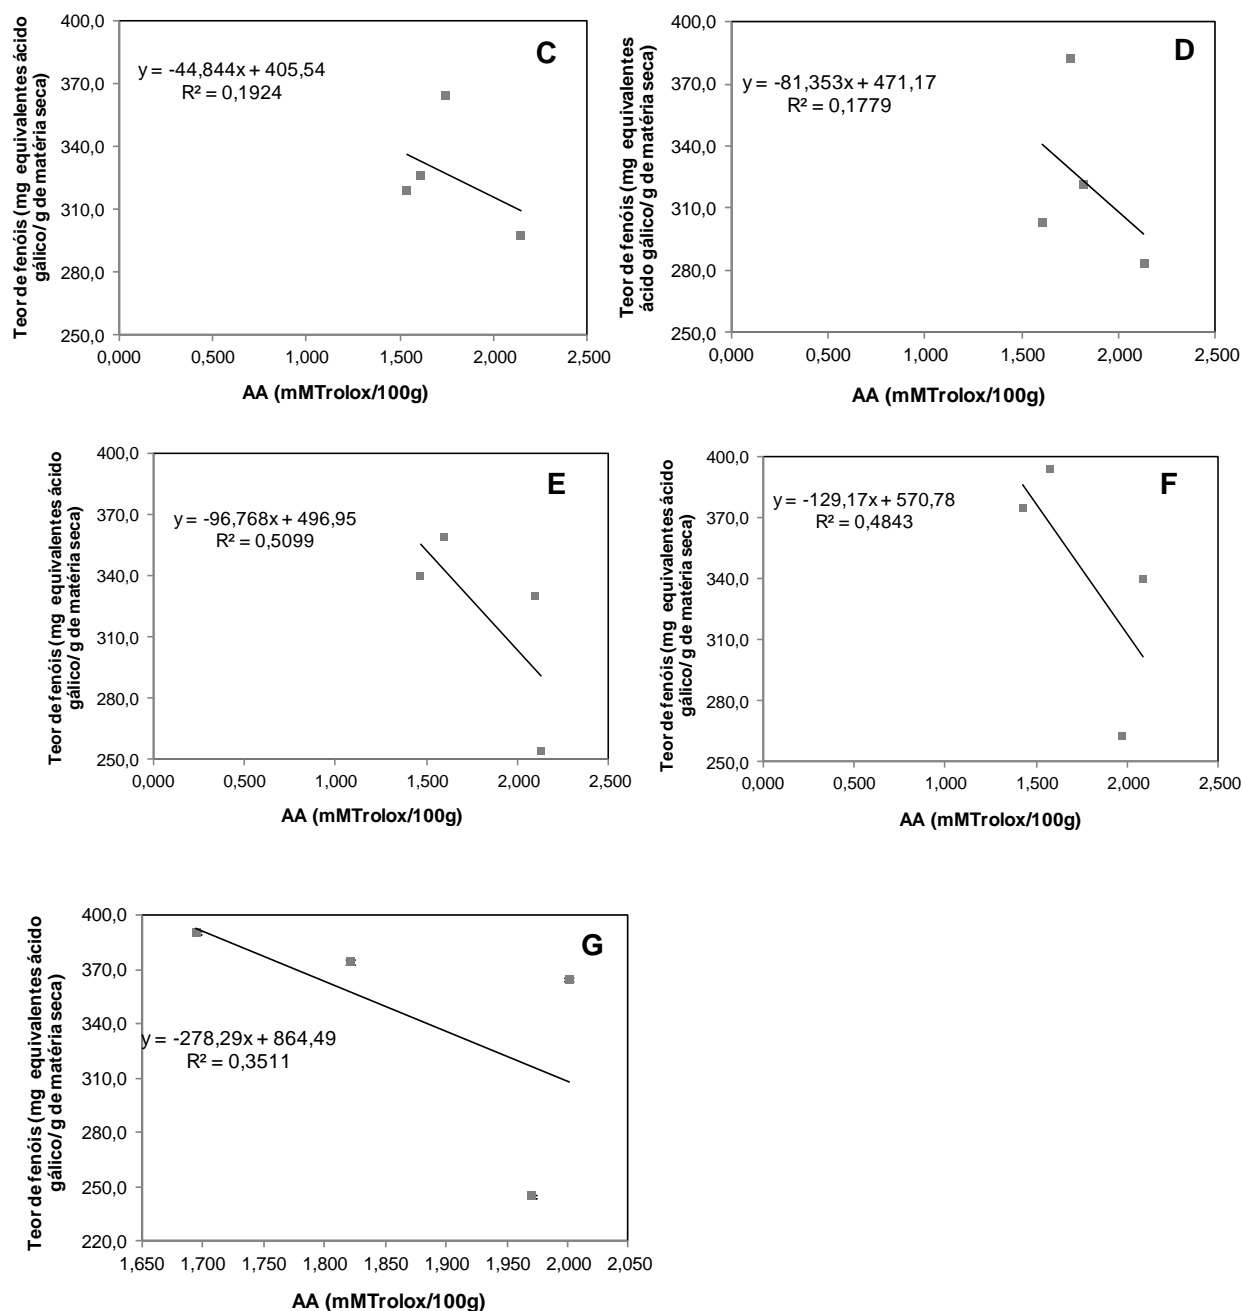 C
y = -44,844x + 405,54
R² = 0,1924
Teor de fenóis (mg equivalentes ácido
gálico/ g de matéria seca)
400,0
370,0
340,0
310,0
280,0
250,0
0,000 0,500 1,000 1,500 2,000 2,500
AA (mMTrolox/100g)
D
y = -81,353x + 471,17
R² = 0,1779
Teor de fenóis (mg equivalentes
ácido gálico/ g de matéria seca)
400,0
370,0
340,0
310,0
280,0
250,0
0,000 0,500 1,000 1,500 2,000 2,500
AA (mMTrolox/100g)
E
y = -96,768x + 496,95
R² = 0,5099
Teor de fenóis (mg equivalentes ácido
gálico/ g de matéria seca)
400,0
370,0
340,0
310,0
280,0
250,0
0,000 0,500 1,000 1,500 2,000 2,500
AA (mMTrolox/100g)
F
y = -129,17x + 570,78
R² = 0,4843
Teor de fenóis (mg equivalentes ácido
gálico/ g de matéria seca)
400,0
370,0
340,0
310,0
280,0
250,0
0,000 0,500 1,000 1,500 2,000 2,500
AA (mMTrolox/100g)
G
y = -278,29x + 864,49
R² = 0,3511
Teor de fenóis (mg equivalentes ácido
gálico/ g de matéria seca)
400,0
370,0
340,0
310,0
280,0
250,0
220,0
1,650 1,700 1,750 1,800 1,850 1,900 1,950 2,000 2,050
AA (mMTrolox/100g)